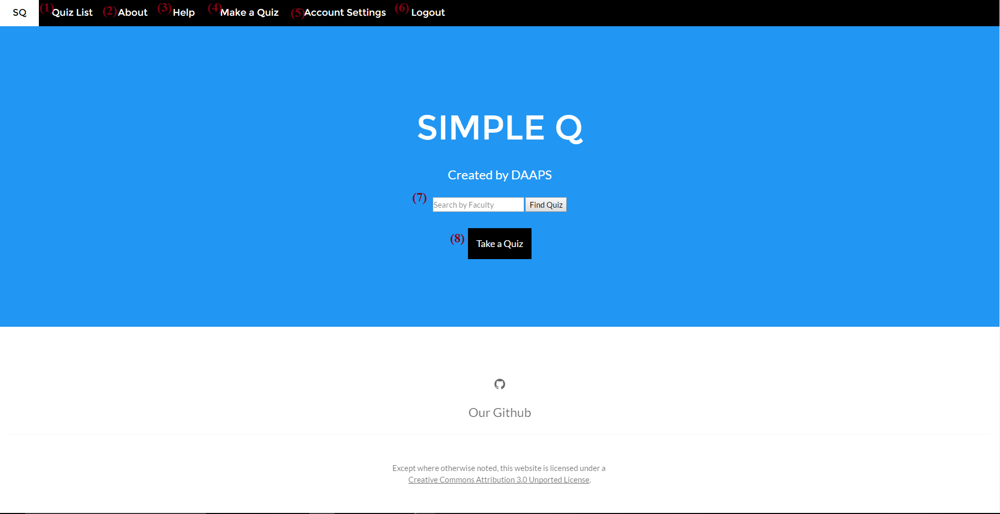 SQ (1) Quiz List (2) About (3) Help (4) Make a Quiz (5) Account Settings (6) Logout
SIMPLE Q
Created by DAAPS
(7) Search by Faculty Find Quiz
(8) Take a Quiz
Our Github
Except where otherwise noted, this website is licensed under a
Creative Commons Attribution 3.0 Unported License.